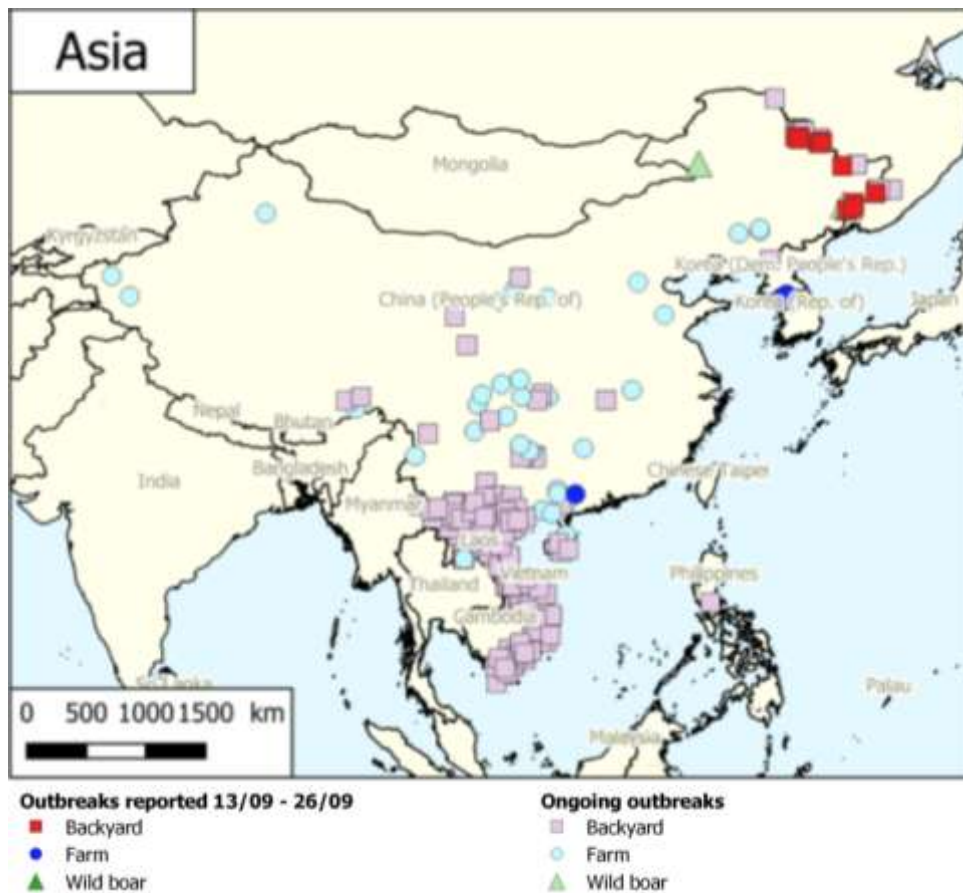 Asia
Mongolia
Kyrgyzstan
Korea (Dem. People's Rep.)
China (People's Rep. of)
Korea (Rep. of)
Japan
Nepal
Bhutan
Bangladesh
Chinese Taipei
India
Myanmar
Laos
Thailand
Vietnam
Philippines
Cambodia
Sri Lanka
Palau
Malaysia
0 500 1000 1500 km
Outbreaks reported 13/09 - 26/09
Backyard
Farm
Wild boar
Ongoing outbreaks
Backyard
Farm
Wild boar